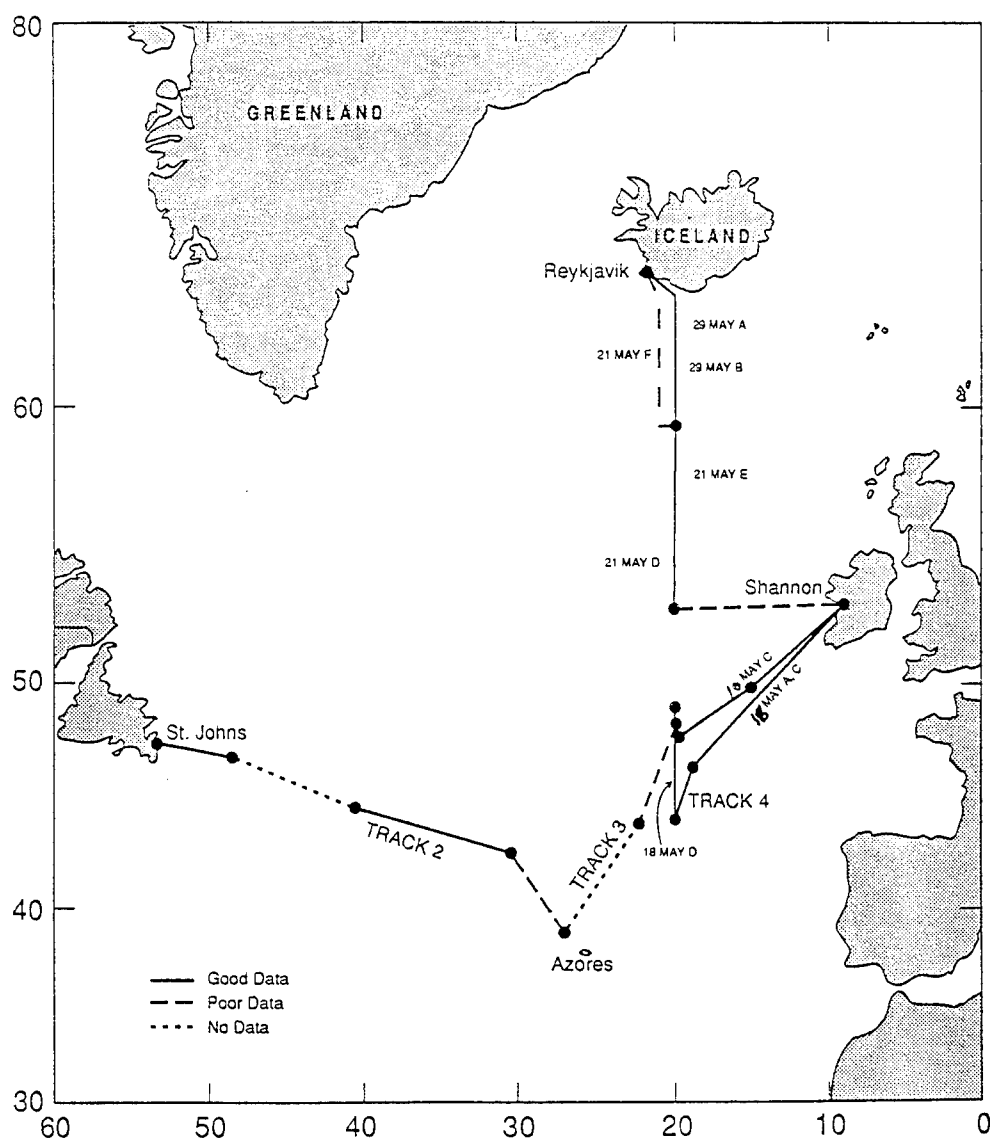 80
GREENLAND
ICELAND
Reykjavik
29 MAY A
21 MAY F
29 MAY B
60
21 MAY E
21 MAY D
Shannon
MAY C
50
18 MAY A, C
St. Johns
TRACK 4
TRACK 2
TRACK 3
18 MAY D
40
Azores
Good Data
Poor Data
No Data
30
60
50
40
30
20
10
0